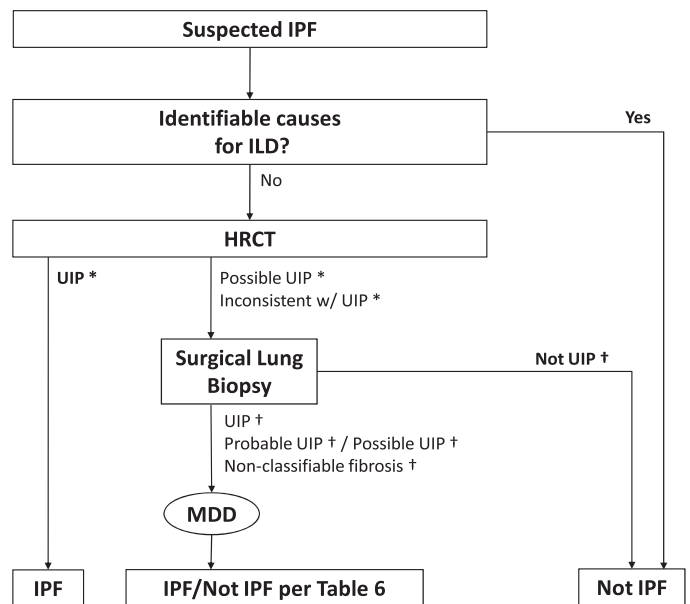 Suspected IPF
Identifiable causes
for ILD?
Yes
No
HRCT
UIP *
Possible UIP *
Inconsistent w/ UIP *
Surgical Lung
Biopsy
Not UIP †
UIP †
Probable UIP † / Possible UIP †
Non-classifiable fibrosis †
MDD
IPF
IPF/Not IPF per Table 6
Not IPF